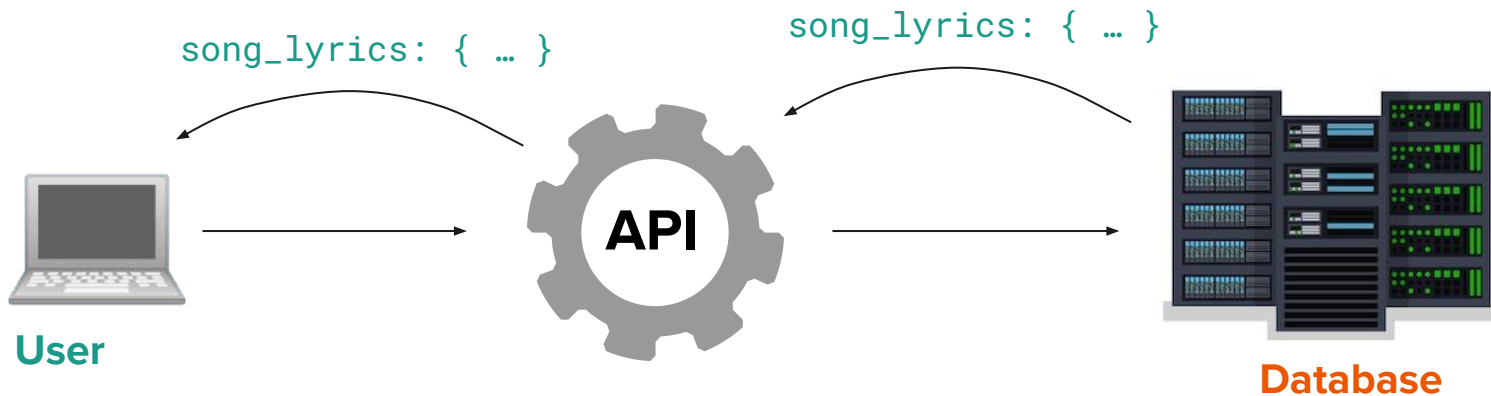 song_lyrics: { … }
song_lyrics: { … }
API
User
Database